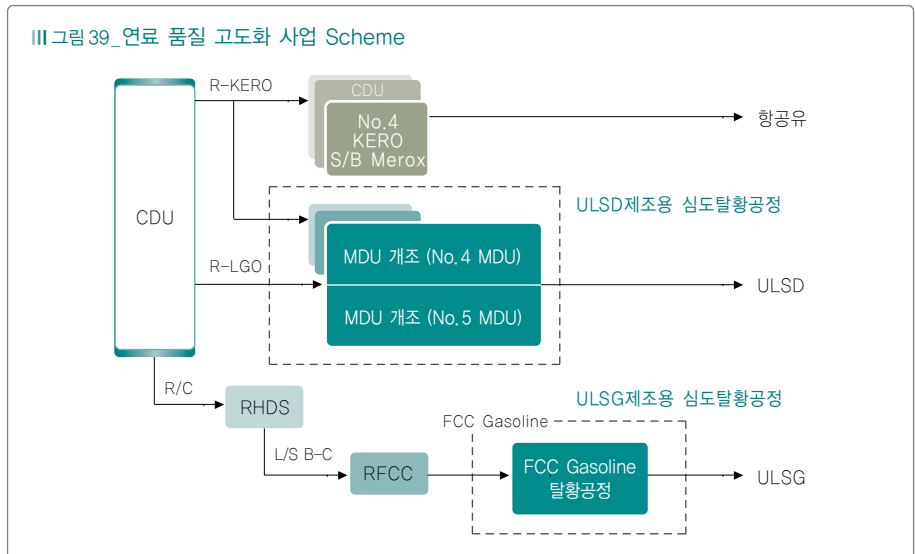 그림 39_연료 품질 고도화 사업 Scheme
R-KERO
CDU
No.4
KERO
S/B Merox
항공유
CDU
ULSD제조용 심도탈황공정
MDU 개조 (No.4 MDU)
R-LGO
ULSD
MDU 개조 (No.5 MDU)
R/C
RHDS
ULSG제조용 심도탈황공정
FCC Gasoline
L/S B-C
RFCC
FCC Gasoline
탈황공정
ULSG